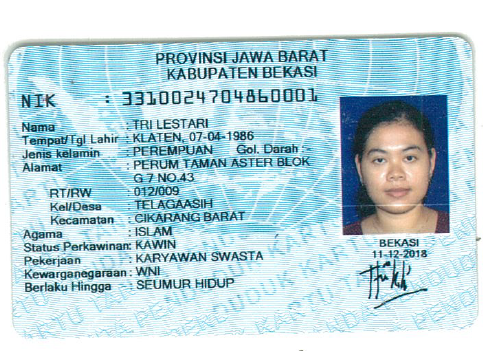 PROVINSI JAWA BARAT
KABUPATEN BEKASI
NIK : 3310024704860001
Nama : TRI LESTARI
Tempat/Tgl Lahir : KLATEN, 07-04-1986
Jenis kelamin : PEREMPUAN Gol. Darah : -
Alamat : PERUM TAMAN ASTER BLOK
G 7 NO.43
RT/RW : 012/009
Kel/Desa : TELAGAASIH
Kecamatan : CIKARANG BARAT
Agama : ISLAM
Status Perkawinan: KAWIN
Pekerjaan : KARYAWAN SWASTA
Kewarganegaraan : WNI
Berlaku Hingga : SEUMUR HIDUP
BEKASI
11-12-2018